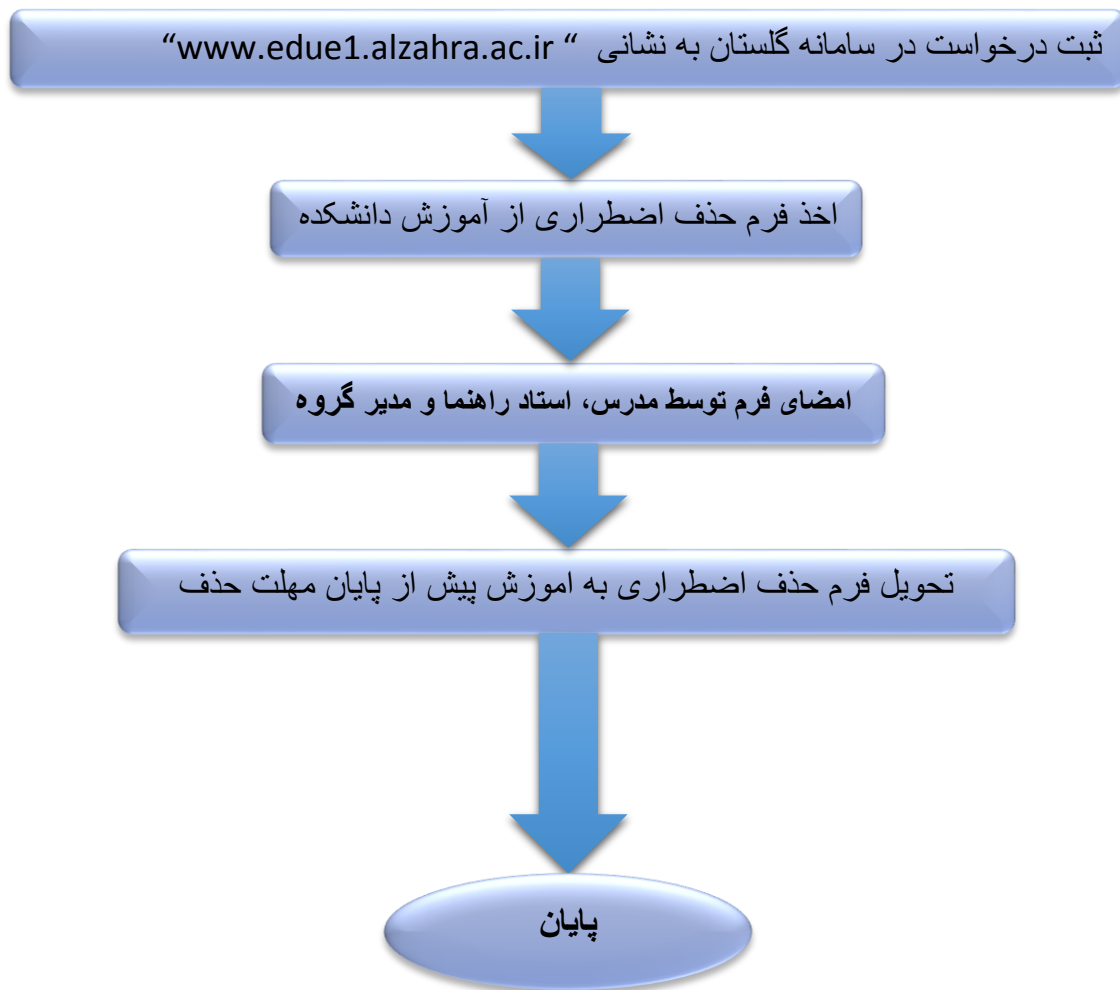 ثبت درخواست در سامانه گلستان به نشانی “ www.edue1.alzahra.ac.ir“
اخذ فرم حذف اضطراری از آموزش دانشکده
امضای فرم توسط مدرس، استاد راهنما و مدیر گروه
تحویل فرم حذف اضطراری به اموزش پیش از پایان مهلت حذف
پایان